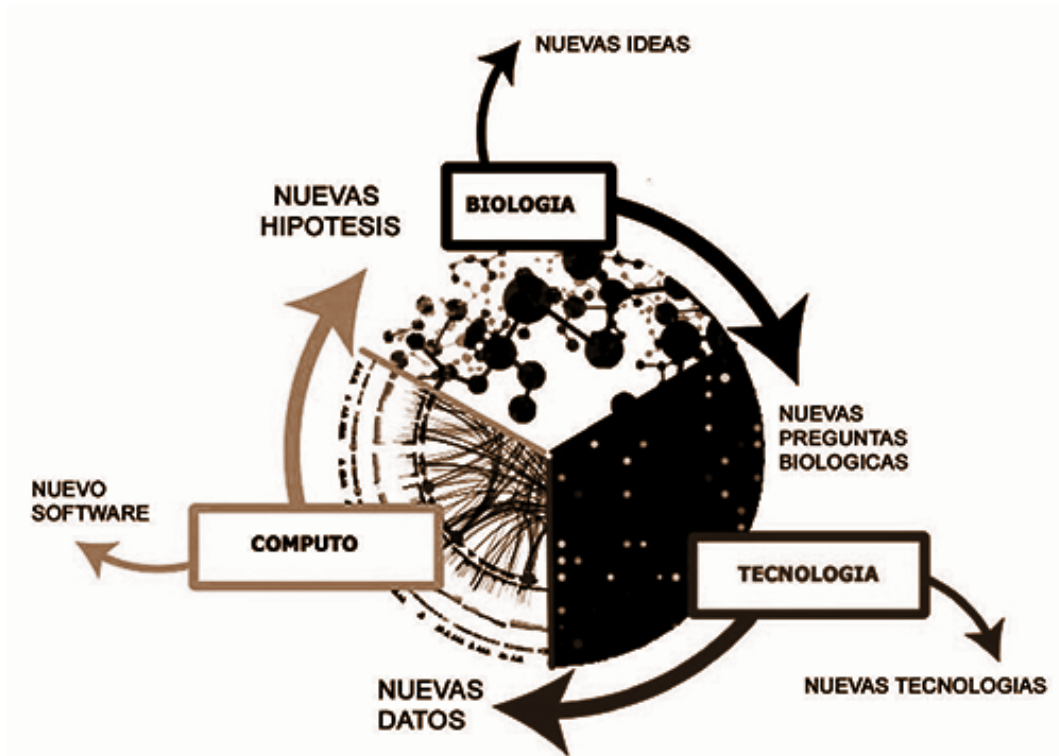 NUEVAS IDEAS
BIOLOGIA
NUEVAS
HIPOTESIS
NUEVAS
PREGUNTAS
BIOLOGICAS
NUEVO
SOFTWARE
COMPUTO
TECNOLOGIA
NUEVAS
DATOS
NUEVAS TECNOLOGIAS